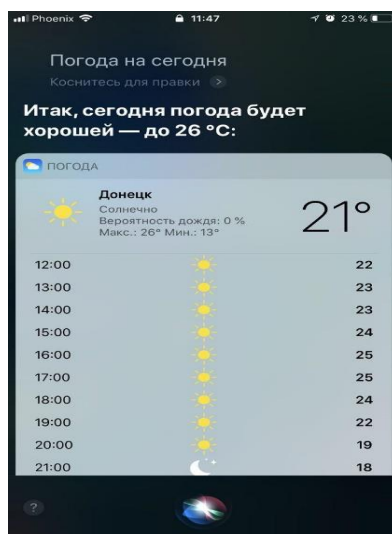 Phoenix 11:47 23 %
Погода на сегодня
Коснитесь для правки
Итак, сегодня погода будет
хорошей — до 26 °C:
ПОГОДА
Донецк
Солнечно
Вероятность дождя: 0 %
Макс.: 26° Мин.: 13°
21°
12:00 22
13:00 23
14:00 23
15:00 24
16:00 25
17:00 25
18:00 24
19:00 22
20:00 19
21:00 18
?